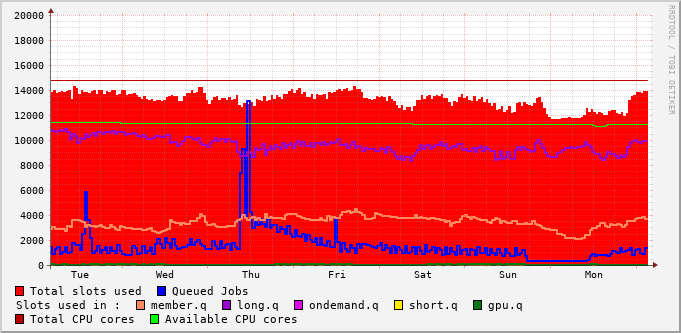 20000
18000
16000
14000
12000
10000
8000
6000
4000
2000
0
Tue Wed Thu Fri Sat Sun Mon
RRDTOOL / TOBI OETIKER
Total slots used Queued Jobs
Slots used in : member.q long.q ondemand.q short.q gpu.q
Total CPU cores Available CPU cores